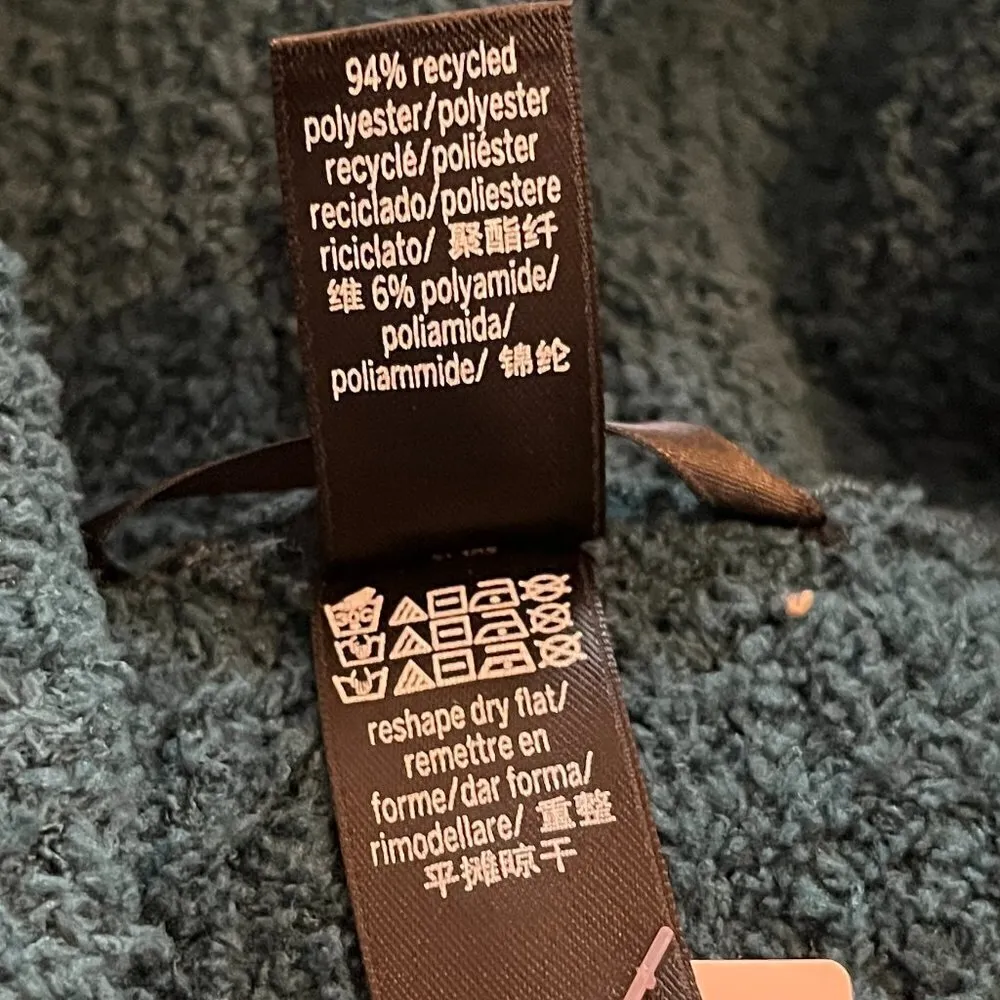 94% recycled
polyester/polyester
recyclé/poliéster
reciclado/poliestere
riciclato/ 聚酯纤
维 6% polyamide/
poliamida/
poliammide/ 锦纶
30C
reshape dry flat/
remettre en
forme/dar forma/
rimodellare/ 重整
平摊晾干